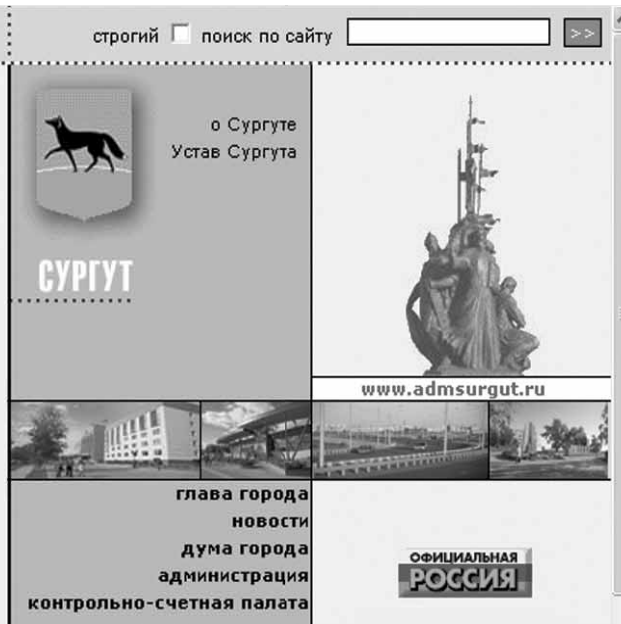 строгий поиск по сайту >>
о Сургуте
Устав Сургута
СУРГУТ
www.admsurgut.ru
глава города
новости
дума города
администрация
контрольно-счетная палата
ОФИЦИАЛЬНАЯ
РОССИЯ